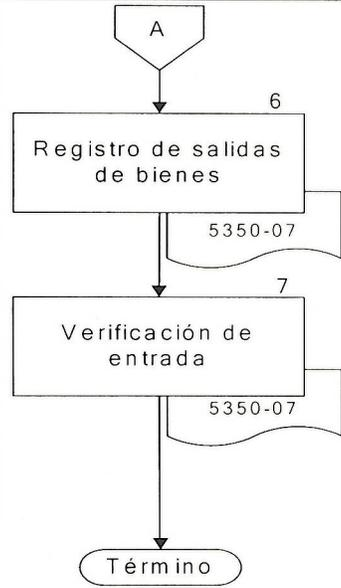 A
6
Registro de salidas
de bienes
5350-07
7
Verificación de
entrada
5350-07
Término